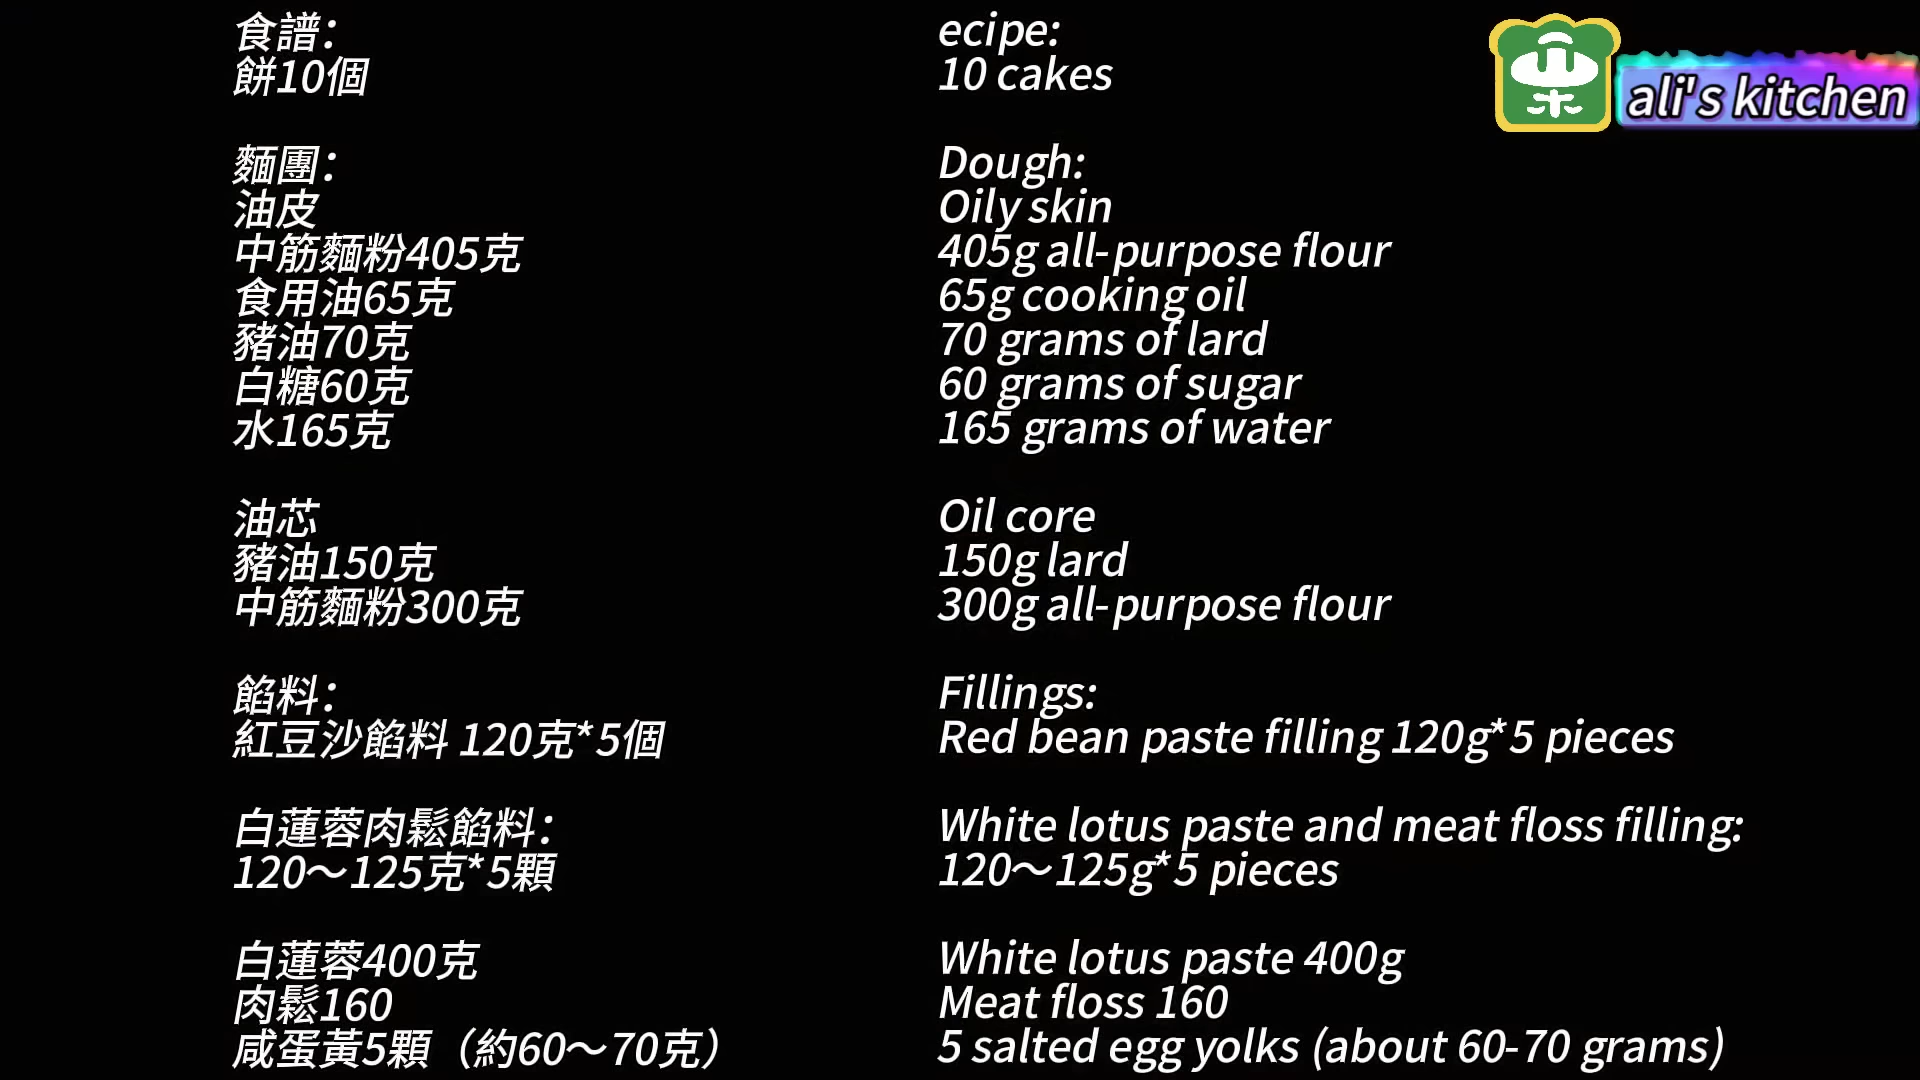 食譜：
餅10個
麵團：
油皮
中筋麵粉405克
食用油65克
豬油70克
白糖60克
水165克
油芯
豬油150克
中筋麵粉300克
餡料：
紅豆沙餡料 120克*5個
白蓮蓉肉鬆餡料：
120～125克*5顆
白蓮蓉400克
肉鬆160
咸蛋黃5顆（約60～70克）
ecipe:
10 cakes
Dough:
Oily skin
405g all-purpose flour
65g cooking oil
70 grams of lard
60 grams of sugar
165 grams of water
Oil core
150g lard
300g all-purpose flour
Fillings:
Red bean paste filling 120g*5 pieces
White lotus paste and meat floss filling:
120～125g*5 pieces
White lotus paste 400g
Meat floss 160
5 salted egg yolks (about 60-70 grams)
ali's kitchen